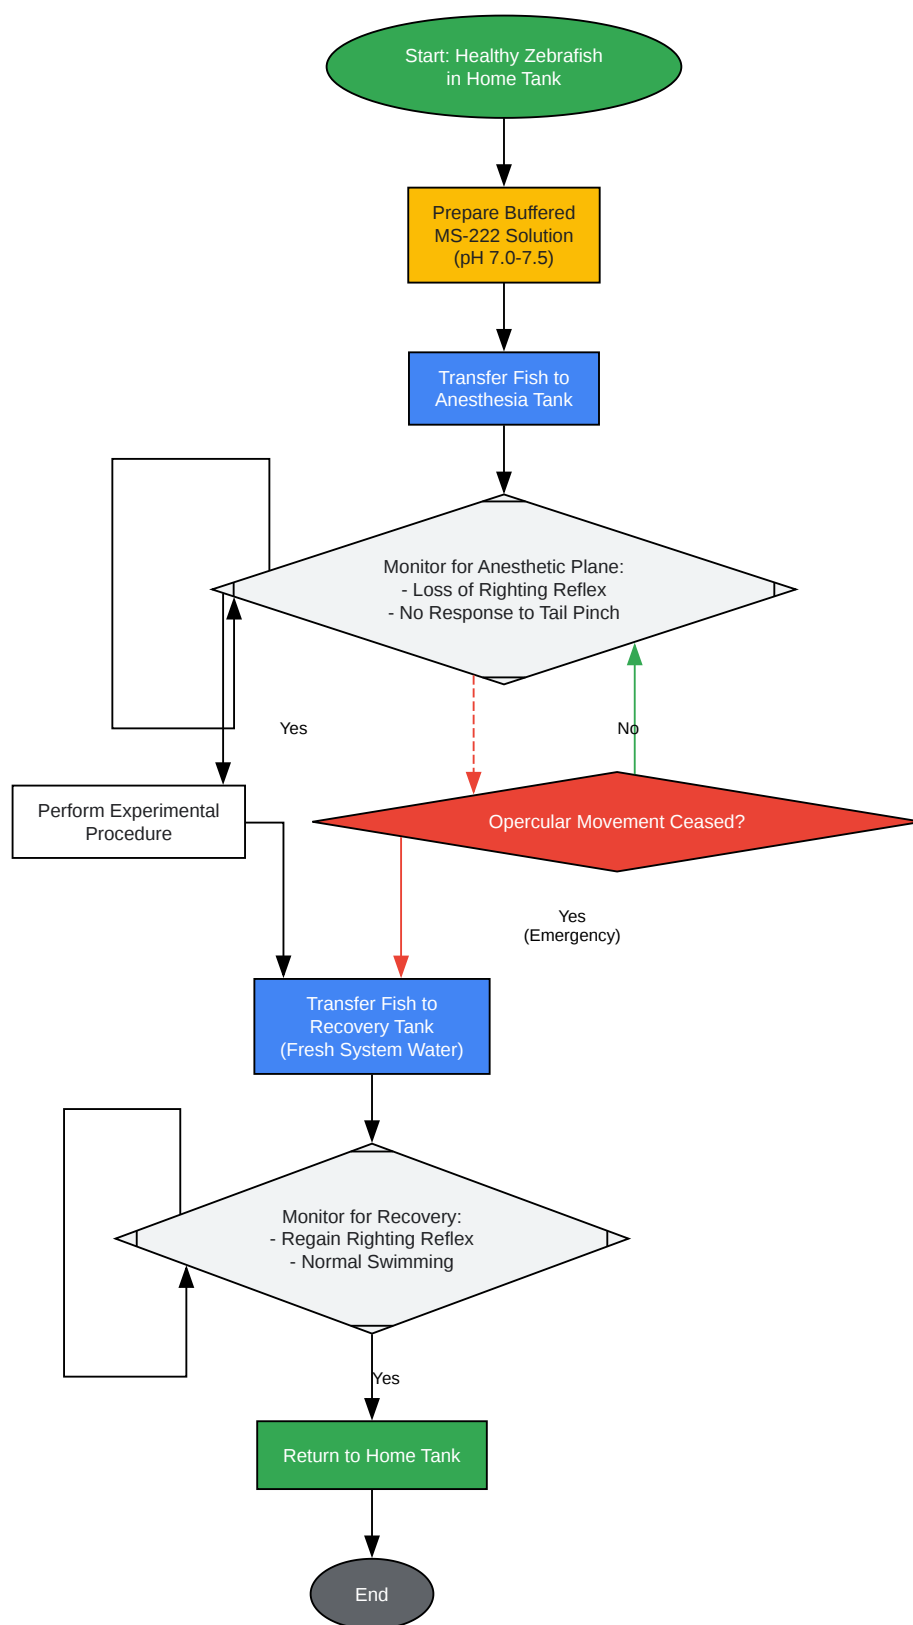 Start: Healthy Zebrafish
in Home Tank
Prepare Buffered
MS-222 Solution
(pH 7.0-7.5)
Transfer Fish to
Anesthesia Tank
Monitor for Anesthetic Plane:
- Loss of Righting Reflex
- No Response to Tail Pinch
Yes
No
Perform Experimental
Procedure
Opercular Movement Ceased?
Yes
(Emergency)
Transfer Fish to
Recovery Tank
(Fresh System Water)
Monitor for Recovery:
- Regain Righting Reflex
- Normal Swimming
Yes
Return to Home Tank
End